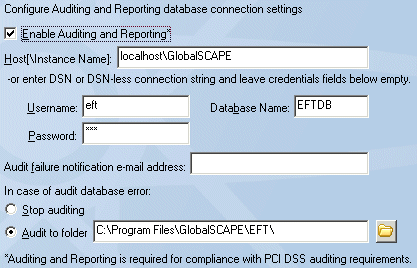 Configure Auditing and Reporting database connection settings
Enable Auditing and Reporting*
Host[\Instance Name]: localhost\GlobalSCAPE
-or enter DSN or DSN-less connection string and leave credentials fields below empty.
Username: eft Database Name: EFTDB
Password: ***
Audit failure notification e-mail address:
In case of audit database error:
Stop auditing
Audit to folder C:\Program Files\GlobalSCAPE\EFT\
*Auditing and Reporting is required for compliance with PCI DSS auditing requirements.